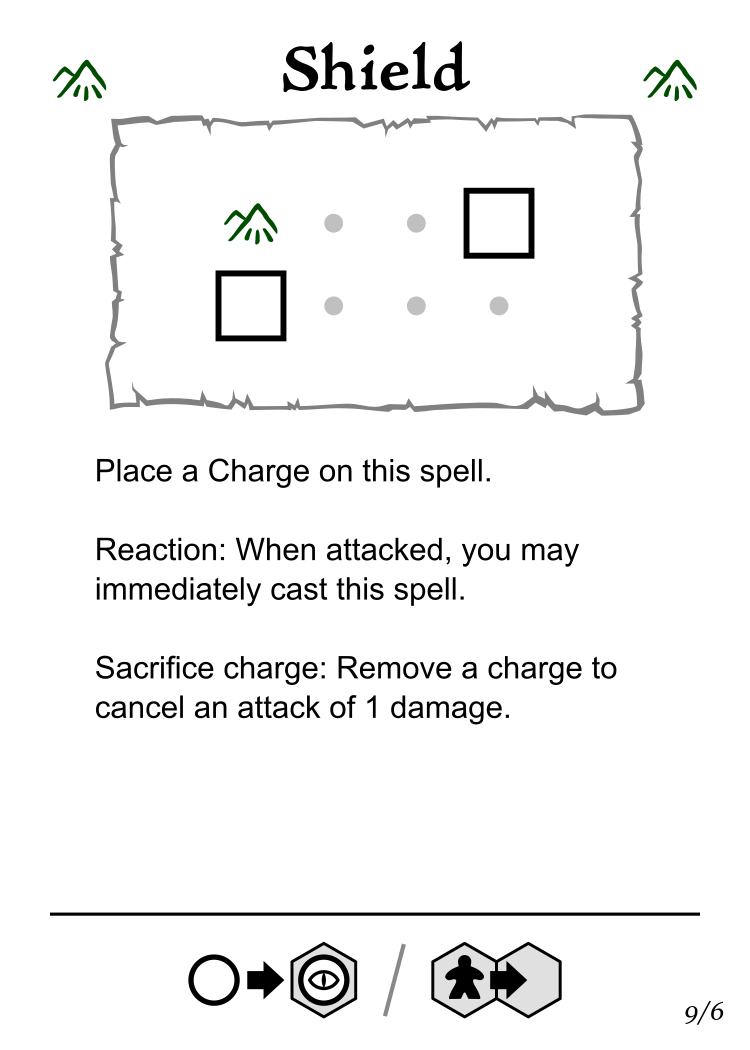 Shield
Place a Charge on this spell.
Reaction: When attacked, you may
immediately cast this spell.
Sacrifice charge: Remove a charge to
cancel an attack of 1 damage.
9/6